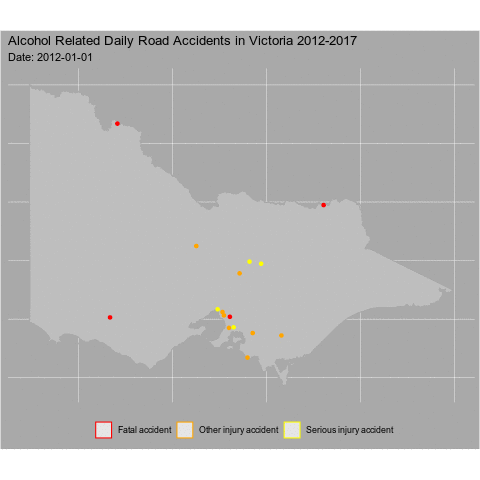 Alcohol Related Daily Road Accidents in Victoria 2012-2017
Date: 2012-01-01
Fatal accident Other injury accident Serious injury accident